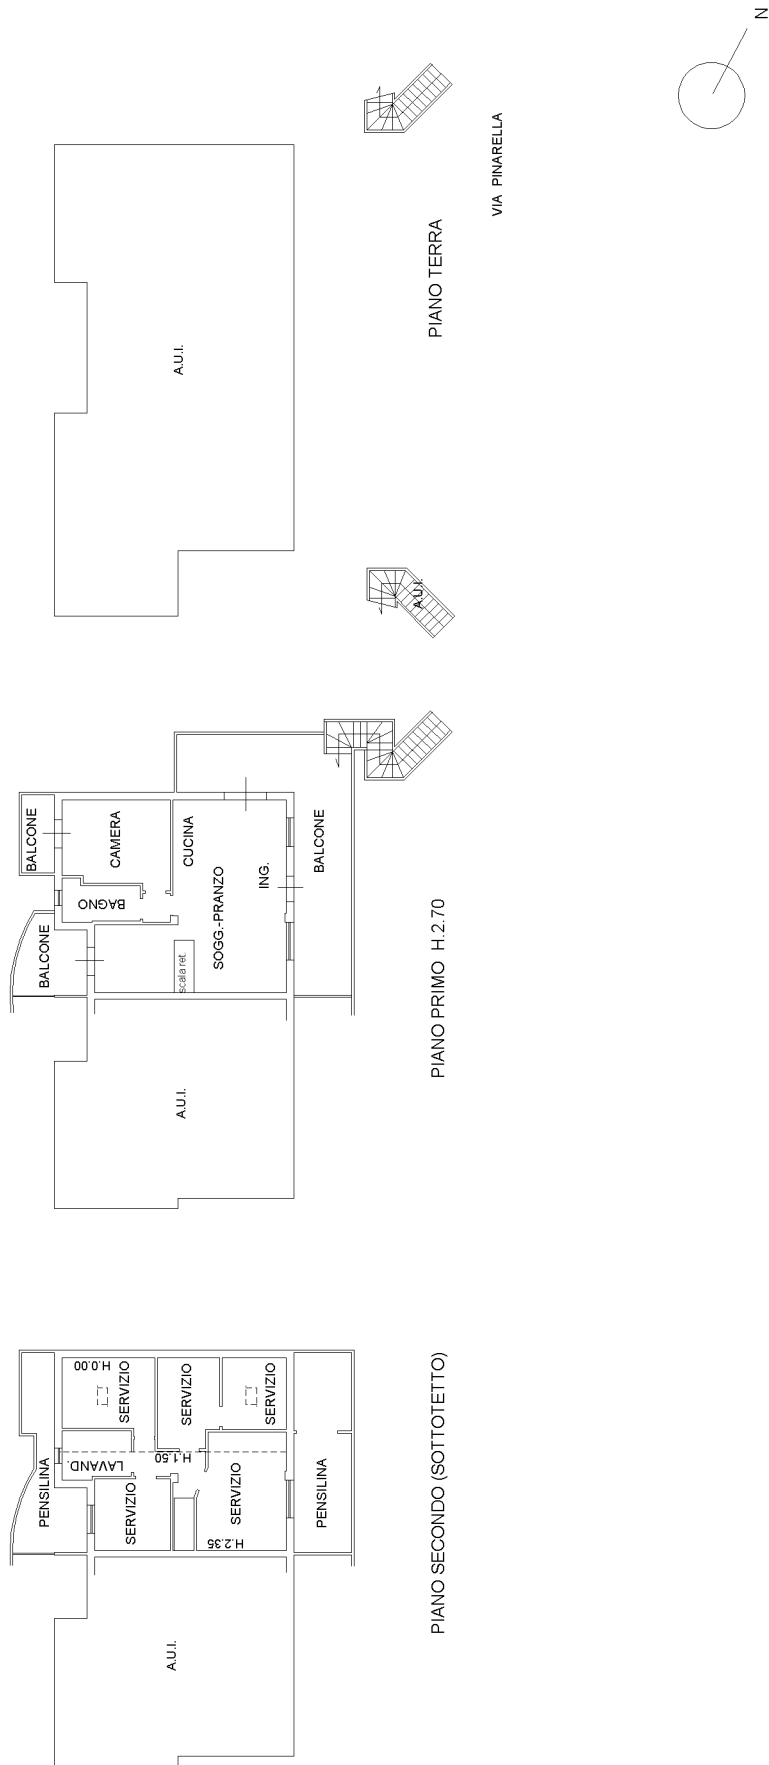 N
VIA PINARELLA
PIANO TERRA
A.U.I.
A.U.I.
BALCONE
CAMERA
CUCINA
BAGNO
ING.
BALCONE
SOGG.-PRANZO
BALCONE
scala ret.
PIANO PRIMO H.2.70
A.U.I.
H.0.00
SERVIZIO
SERVIZIO
SERVIZIO
LAVAND.
H.1.50
PENSILINA
SERVIZIO
SERVIZIO
PENSILINA
H.2.35
PIANO SECONDO (SOTTOTETTO)
A.U.I.